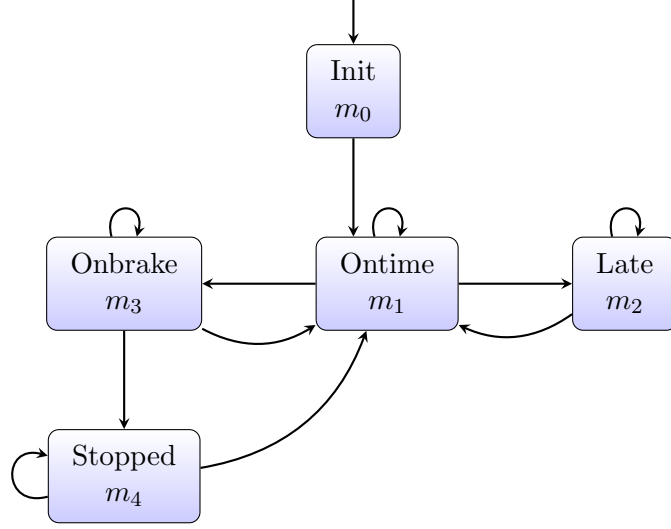 Init
m₀
Onbrake
m₃
Ontime
m₁
Late
m₂
Stopped
m₄